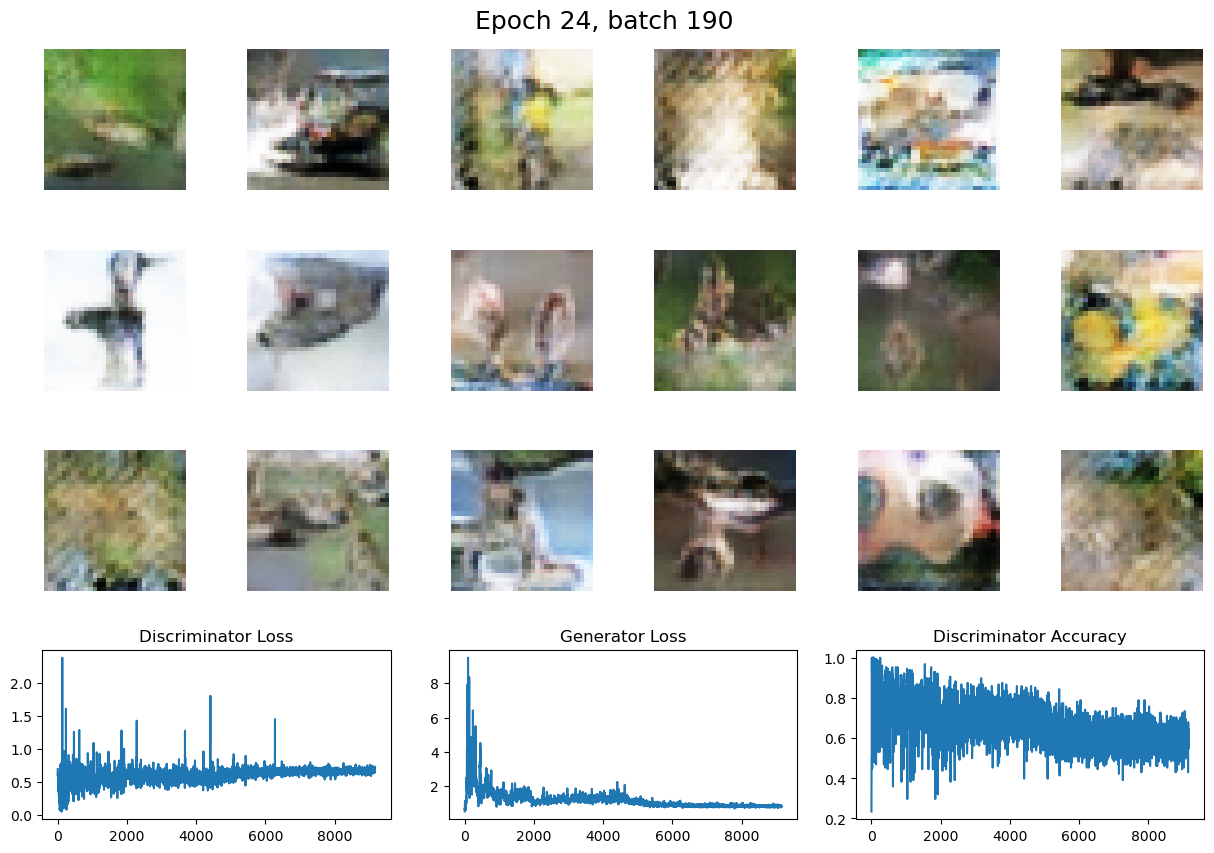 Epoch 24, batch 190
Discriminator Loss
2.0
1.5
1.0
0.5
0.0
0 2000 4000 6000 8000
Generator Loss
8
6
4
2
0 2000 4000 6000 8000
Discriminator Accuracy
1.0
0.8
0.6
0.4
0.2
0 2000 4000 6000 8000